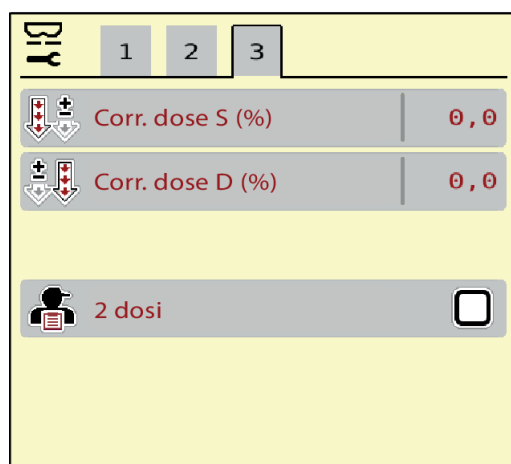 1 2 3
Corr. dose S (%) 0,0
Corr. dose D (%) 0,0
2 dosi